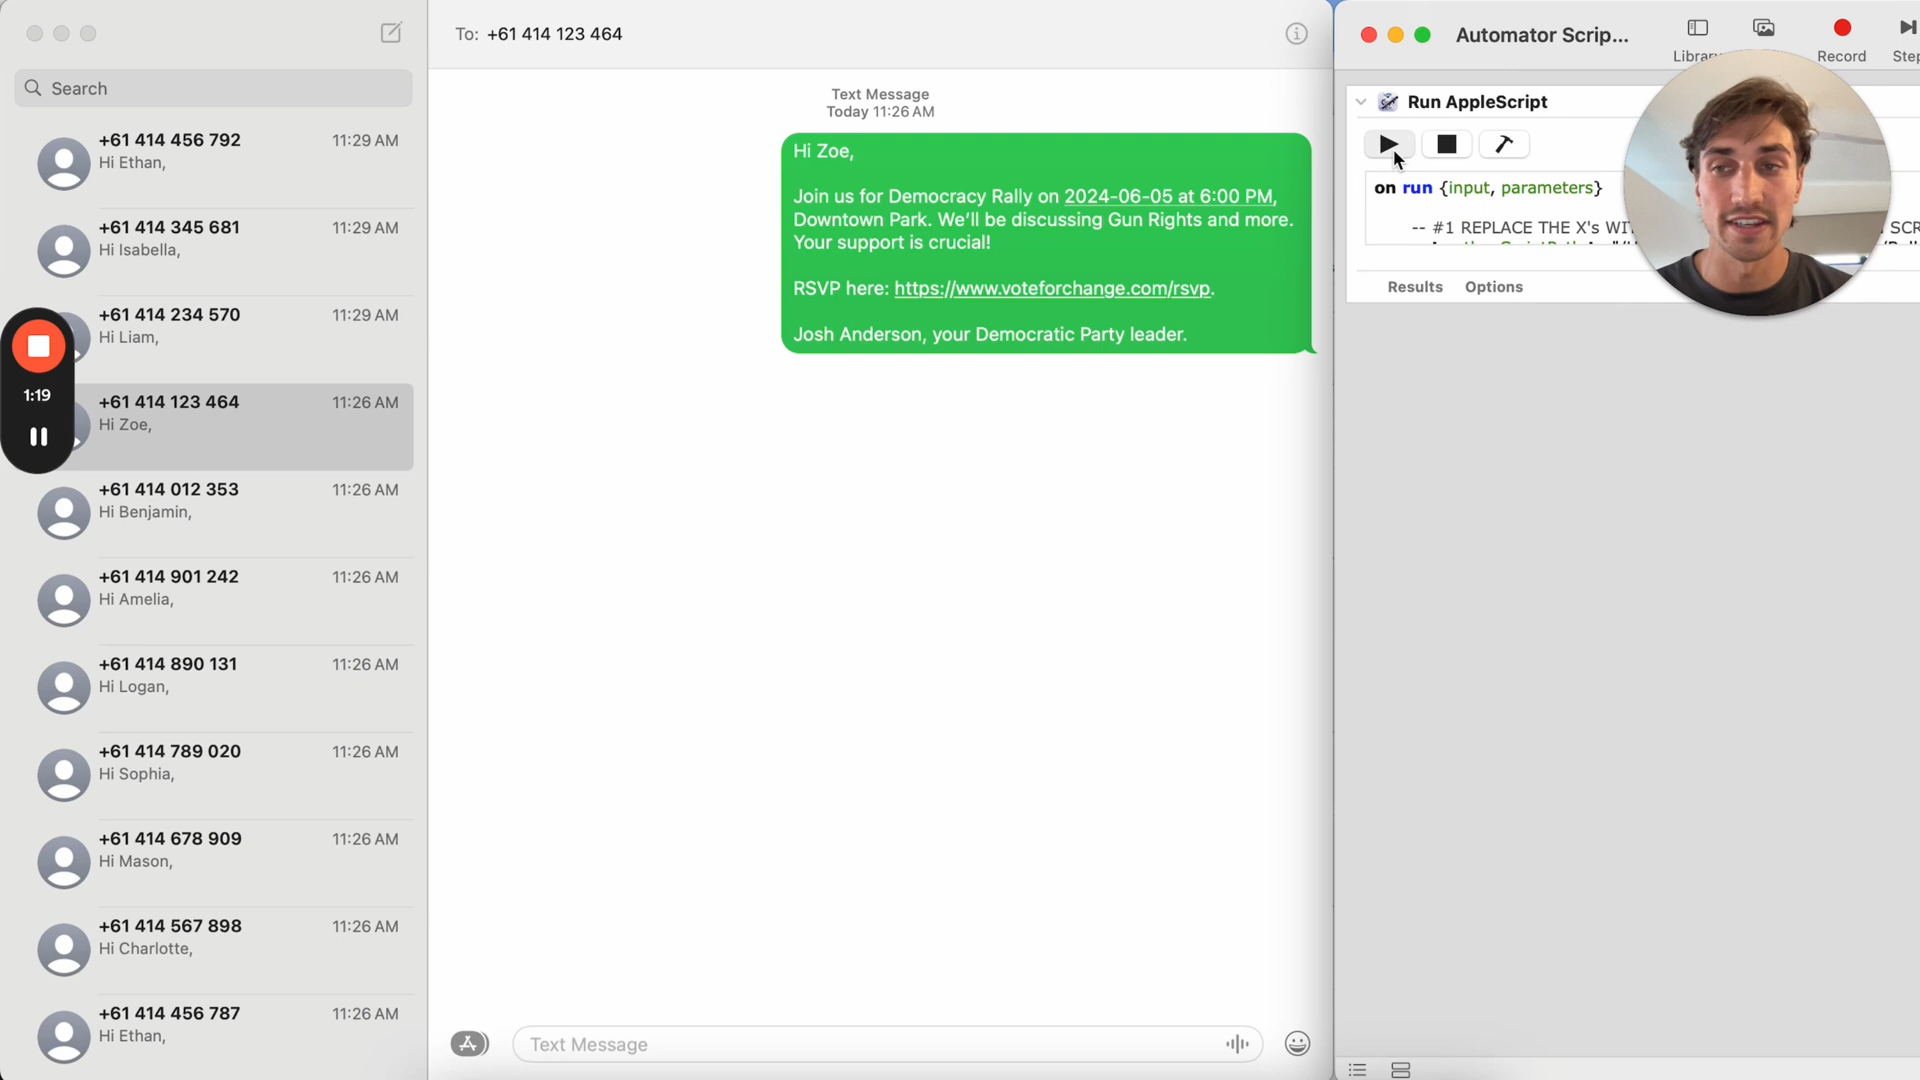 Search
+61 414 456 792 11:29 AM
Hi Ethan,
+61 414 345 681 11:29 AM
Hi Isabella,
+61 414 234 570 11:29 AM
Hi Liam,
1:19
+61 414 123 464 11:26 AM
Hi Zoe,
+61 414 012 353 11:26 AM
Hi Benjamin,
+61 414 901 242 11:26 AM
Hi Amelia,
+61 414 890 131 11:26 AM
Hi Logan,
+61 414 789 020 11:26 AM
Hi Sophia,
+61 414 678 909 11:26 AM
Hi Mason,
+61 414 567 898 11:26 AM
Hi Charlotte,
+61 414 456 787 11:26 AM
Hi Ethan,
To: +61 414 123 464
Text Message
Today 11:26 AM
Hi Zoe,
Join us for Democracy Rally on 2024-06-05 at 6:00 PM,
Downtown Park. We'll be discussing Gun Rights and more.
Your support is crucial!
RSVP here: https://www.voteforchange.com/rsvp.
Josh Anderson, your Democratic Party leader.
Text Message
Automator Scrip...
Record
Run AppleScript
on run {input, parameters}
-- #1 REPLACE THE X's
Results Options